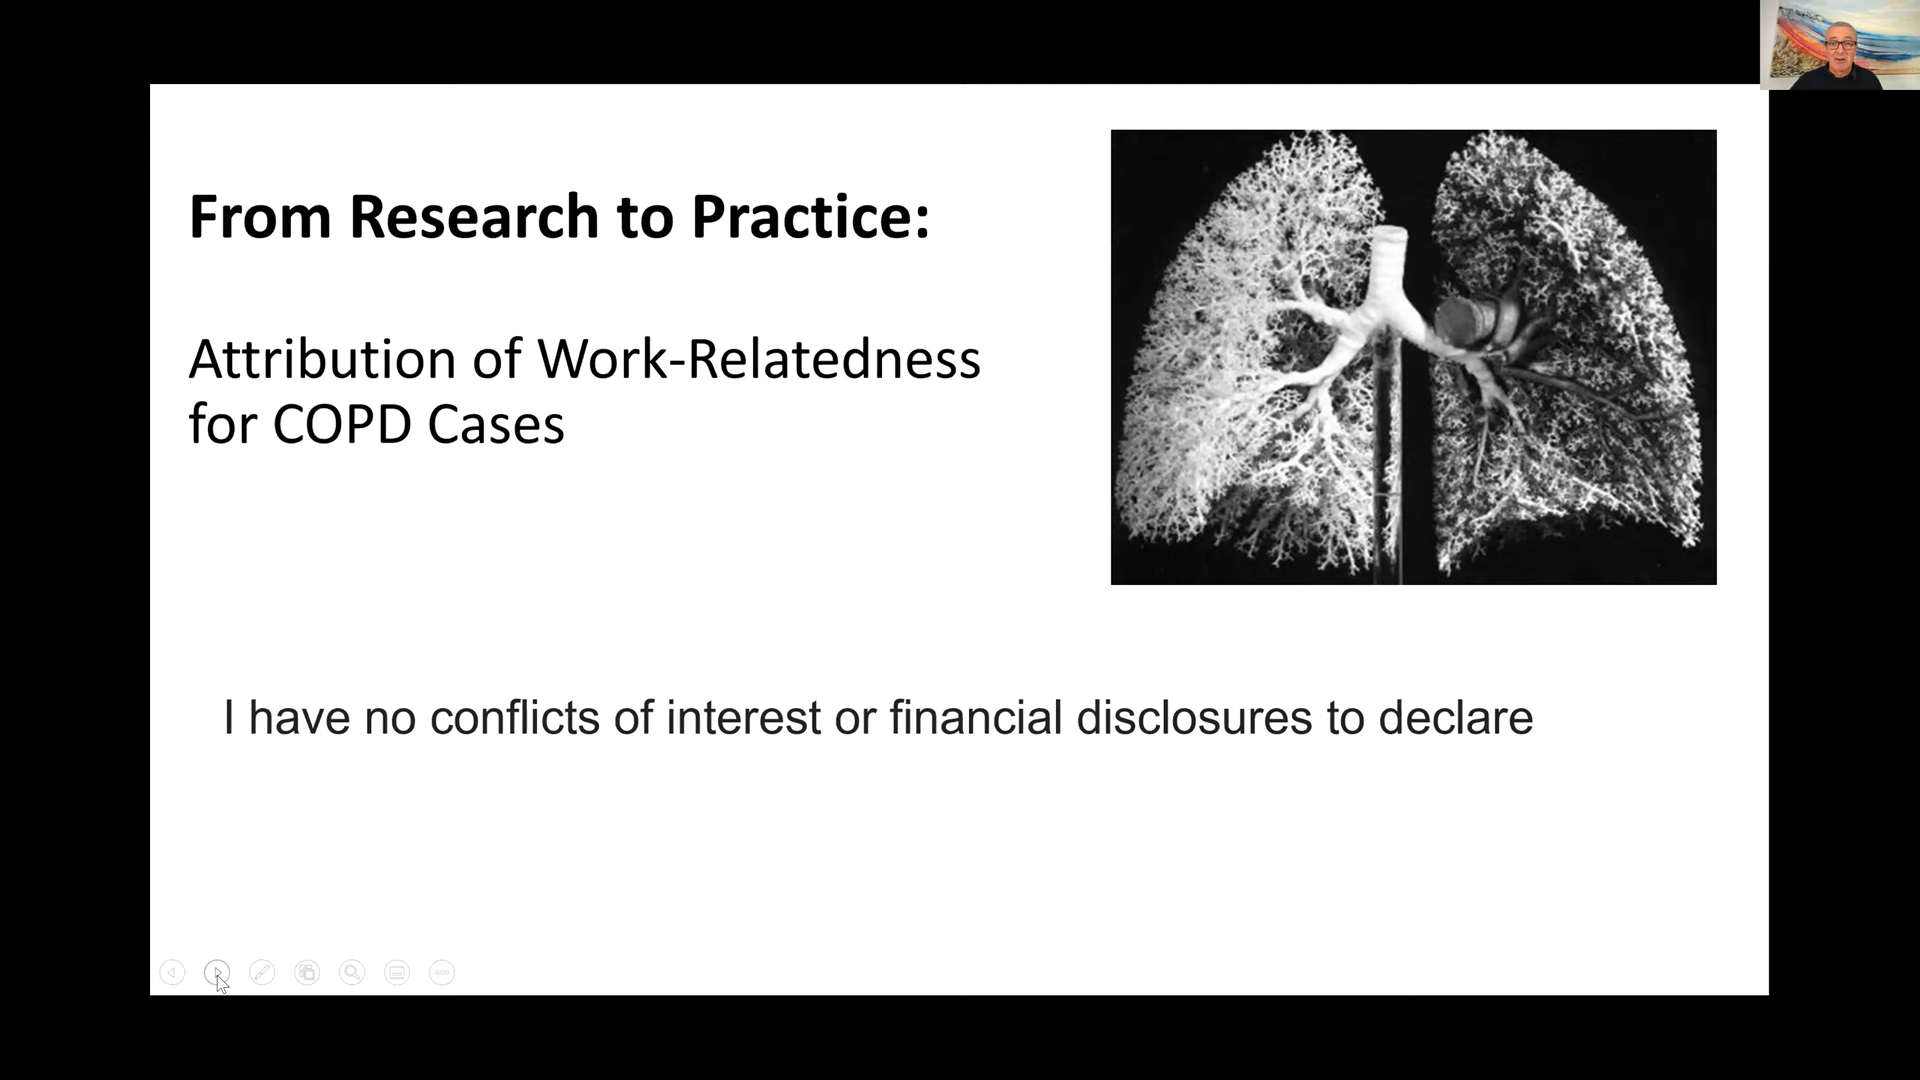 From Research to Practice:
Attribution of Work-Relatedness
for COPD Cases
I have no conflicts of interest or financial disclosures to declare